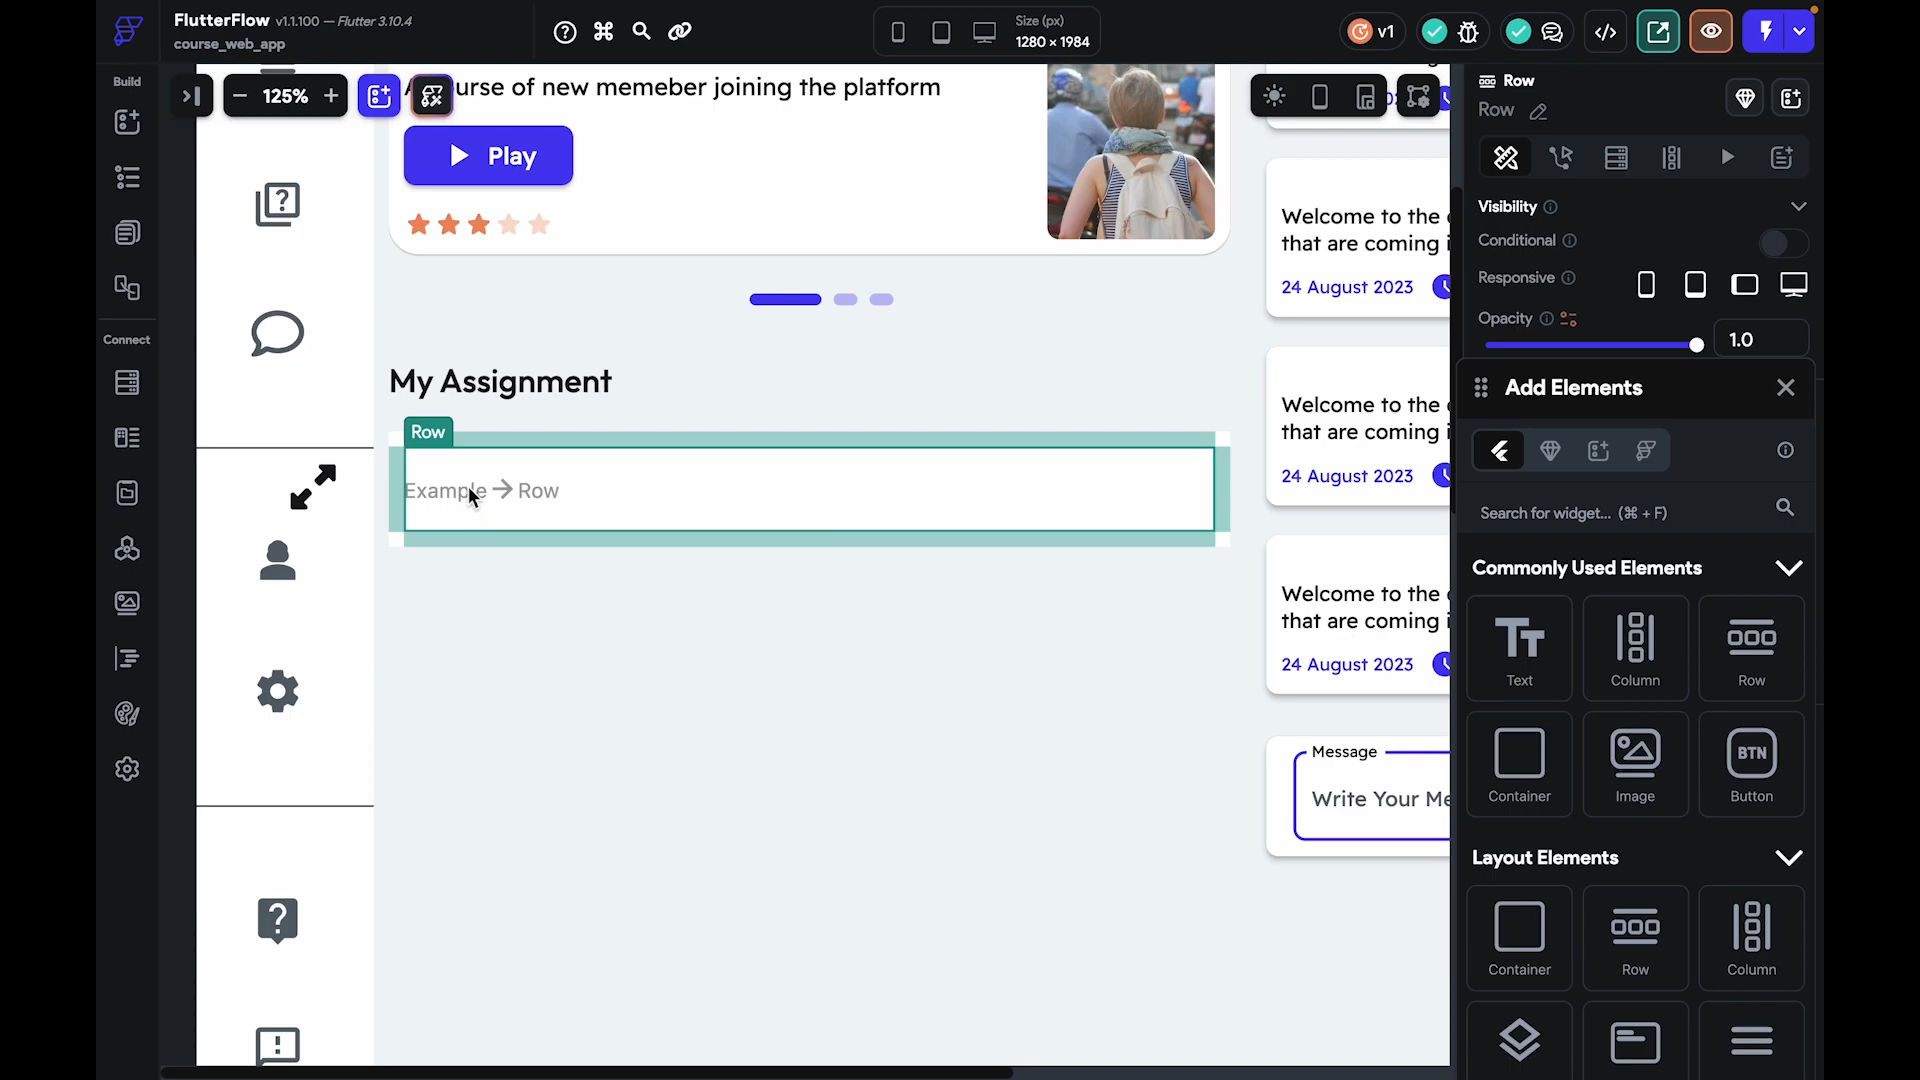 FlutterFlow v1.1.100 — Flutter 3.10.4
course_web_app
Size (px)
1280 × 1984
v1
Build
125%
urse of new memeber joining the platform
Play
Row
Row
Visibility
Conditional
Responsive
Opacity
1.0
Connect
Welcome to the
that are coming i
24 August 2023
My Assignment
Row
Example → Row
Welcome to the
that are coming i
24 August 2023
Welcome to the
that are coming i
24 August 2023
Message
Write Your Me
Add Elements
Search for widget... (⌘ + F)
Commonly Used Elements
Text
Column
Row
Container
Image
BTN
Button
Layout Elements
Container
Row
Column